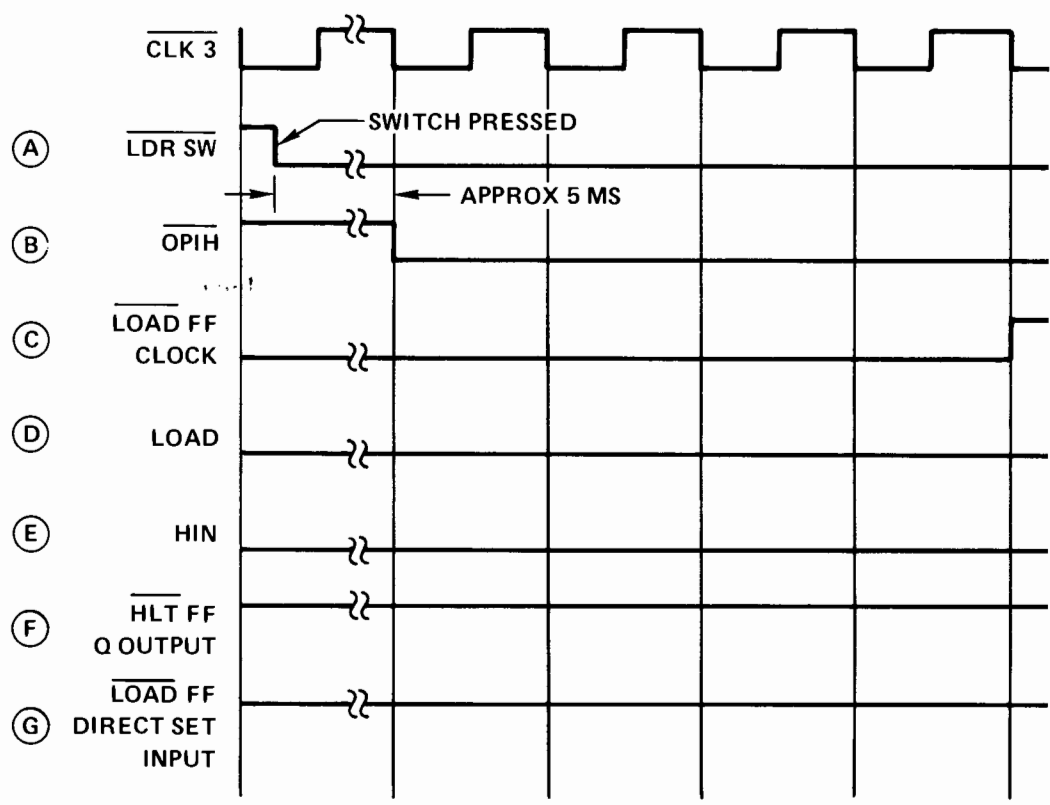 CLK 3
SWITCH PRESSED
A LDR SW
APPROX 5 MS
B OPIH
LOAD FF
C CLOCK
D LOAD
E HIN
HLT FF
F Q OUTPUT
LOAD FF
G DIRECT SET
INPUT